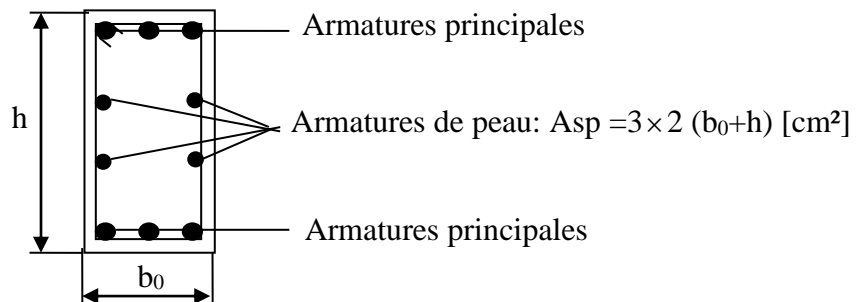 Armatures principales
h
Armatures de peau: Asp =3×2 (b₀+h) [cm²]
Armatures principales
b₀